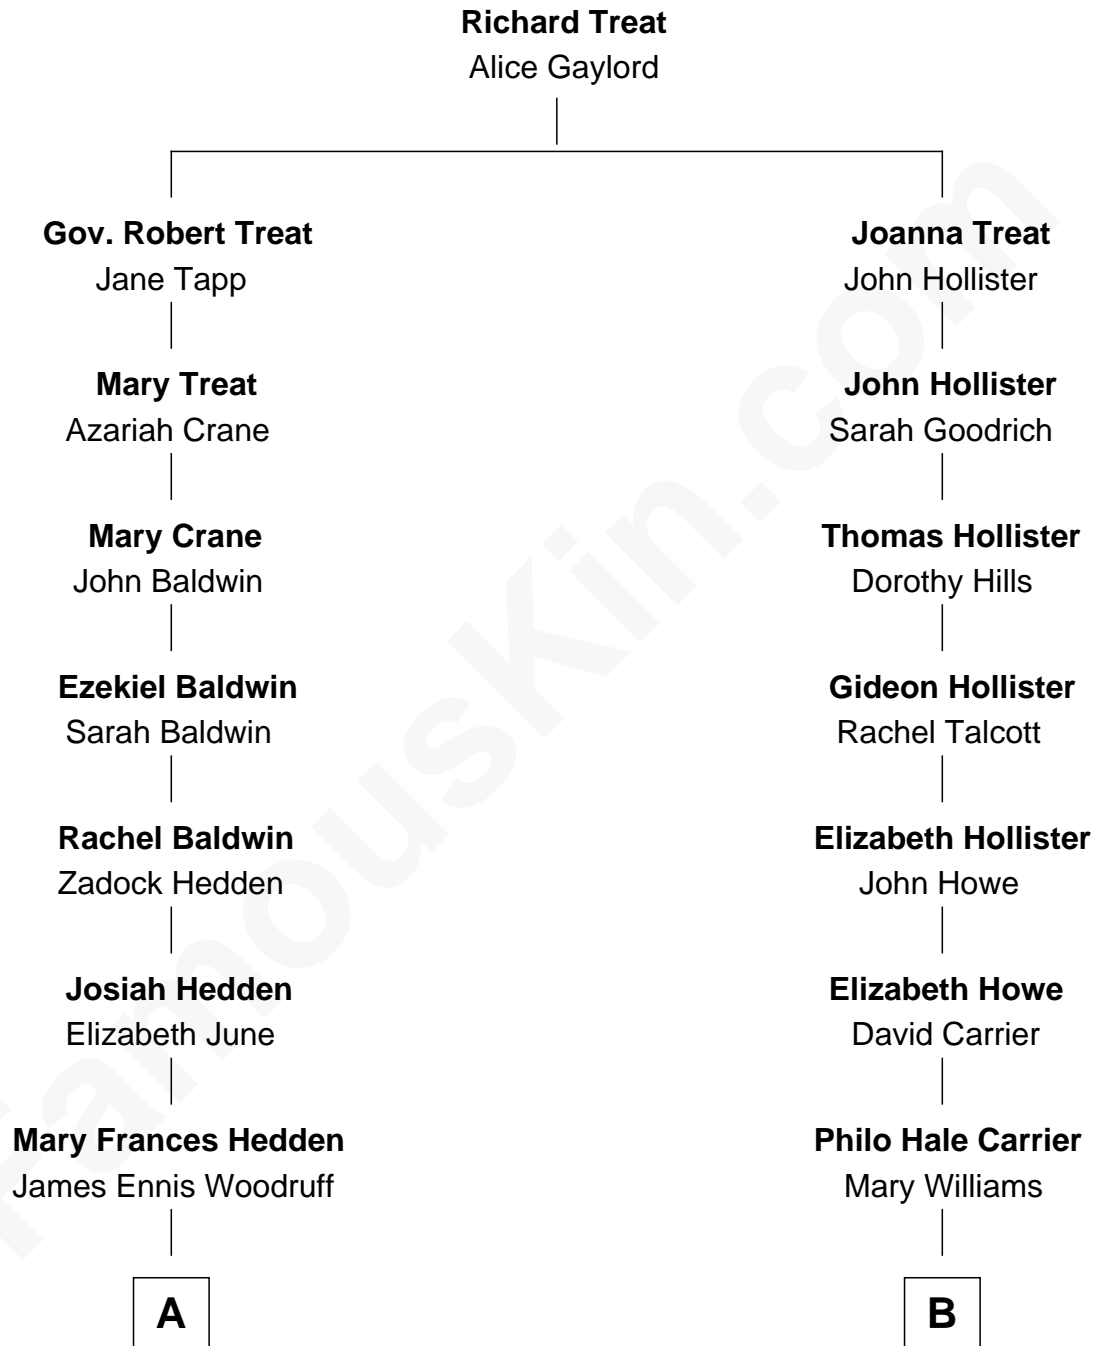 Richard Treat
Alice Gaylord
Gov. Robert Treat
Jane Tapp
Joanna Treat
John Hollister
Mary Treat
Azariah Crane
John Hollister
Sarah Goodrich
Mary Crane
John Baldwin
Thomas Hollister
Dorothy Hills
Ezekiel Baldwin
Sarah Baldwin
Gideon Hollister
Rachel Talcott
Rachel Baldwin
Zadock Hedden
Elizabeth Hollister
John Howe
Josiah Hedden
Elizabeth June
Elizabeth Howe
David Carrier
Mary Frances Hedden
James Ennis Woodruff
Philo Hale Carrier
Mary Williams
A
B
FamousKin.com